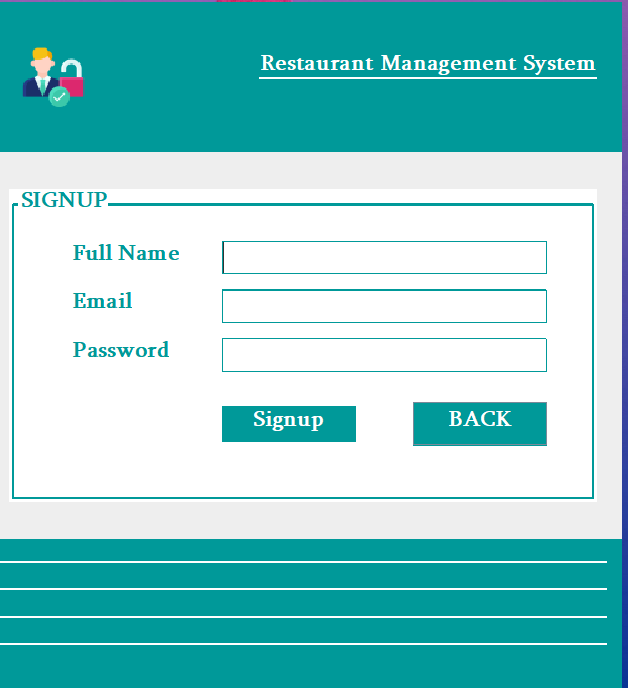 Restaurant Management System
SIGNUP
Full Name
Email
Password
Signup
BACK